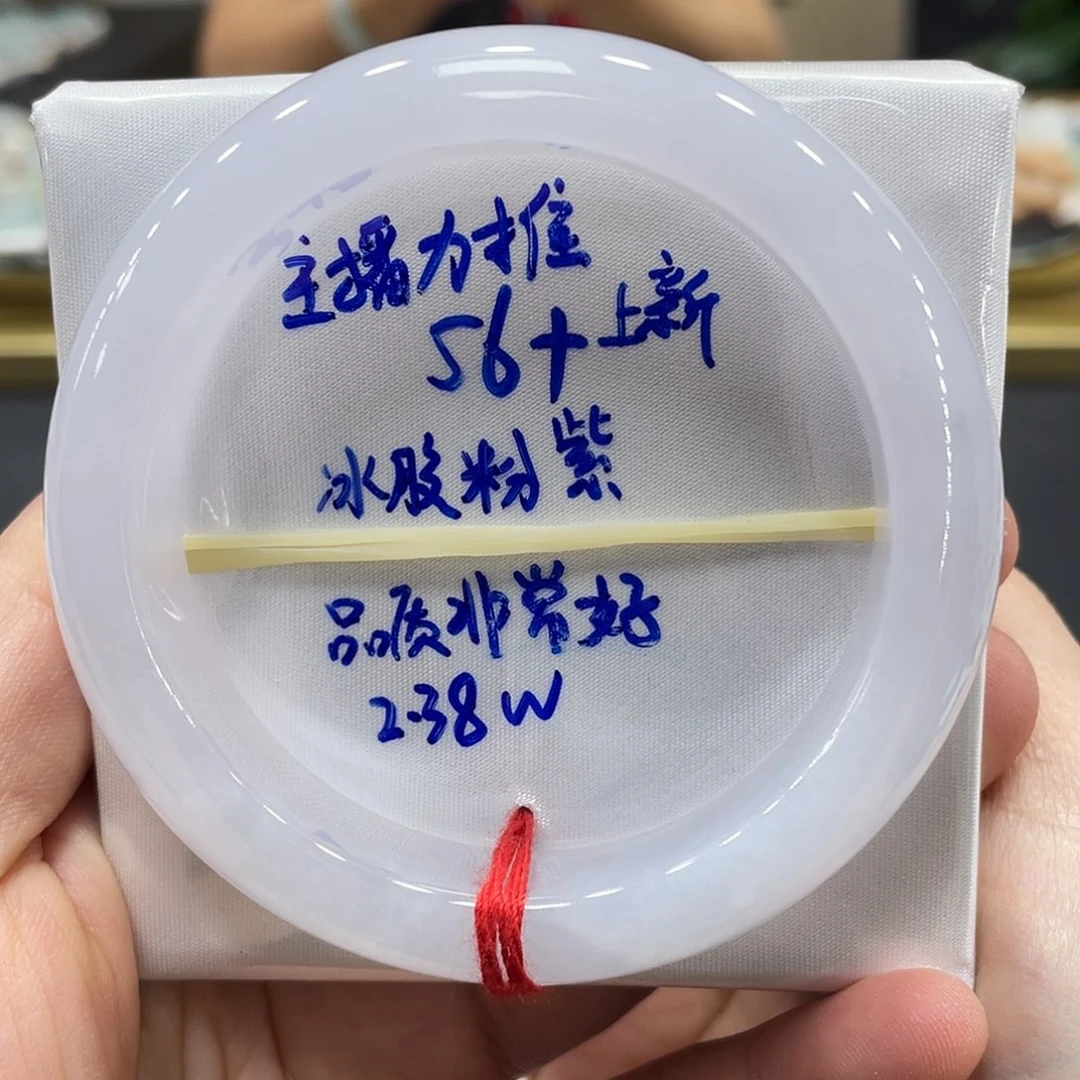 主播力推
56+上新
冰胶粉紫
品质非常好
2.38W